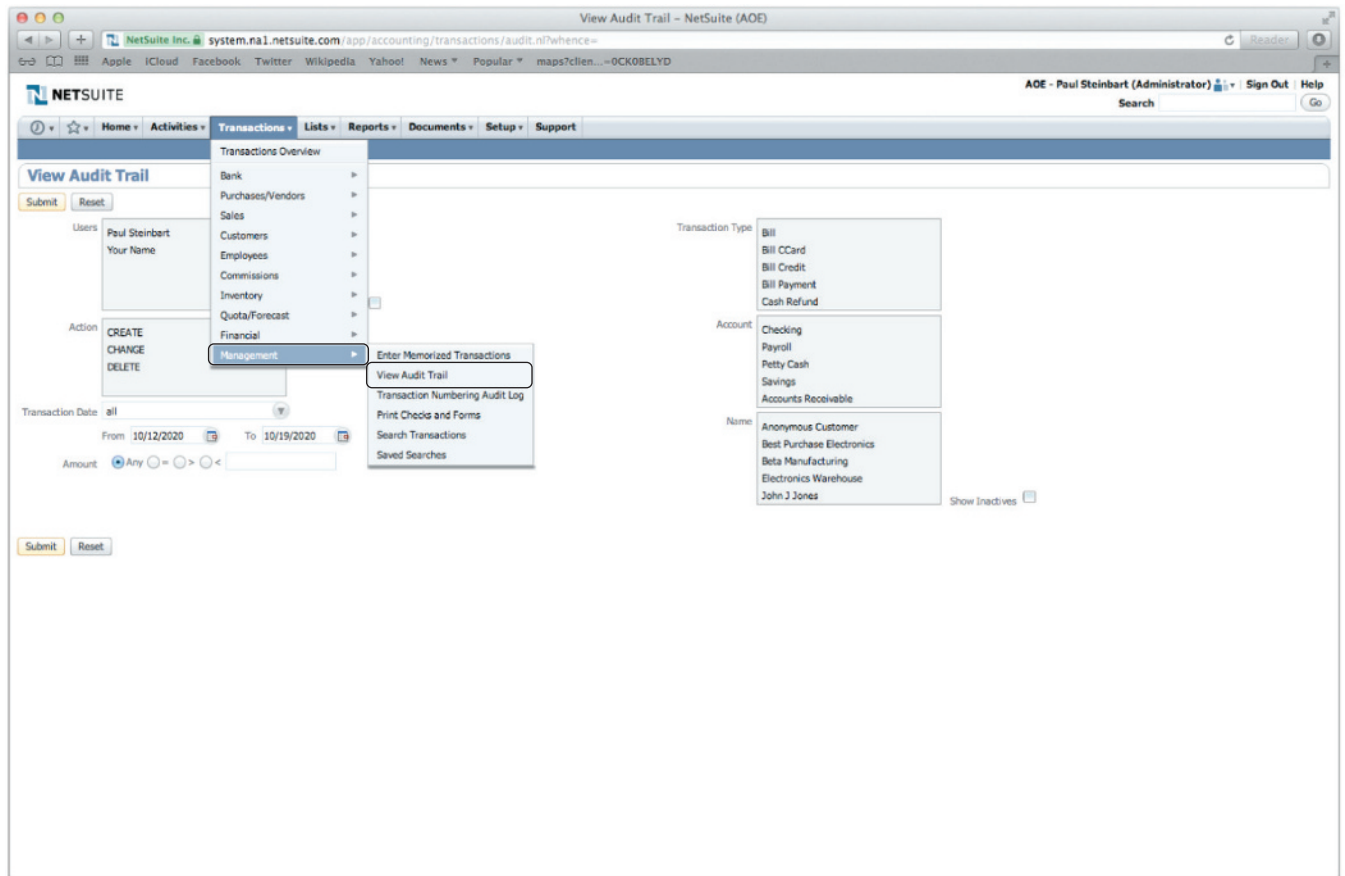 View Audit Trail – NetSuite (AOE)
NetSuite Inc. system.na1.netsuite.com/app/accounting/transactions/audit.nl?whence=
Reader
Apple iCloud Facebook Twitter Wikipedia Yahoo! News Popular maps?clien...=0CK0BELYD
NETSUITE
AOE - Paul Steinbart (Administrator) Sign Out Help
Search Go
Home Activities Transactions Lists Reports Documents Setup Support
Transactions Overview
Bank
Purchases/Vendors
Sales
Customers
Employees
Commissions
Inventory
Quota/Forecast
Financial
Management
Enter Memorized Transactions
View Audit Trail
Transaction Numbering Audit Log
Print Checks and Forms
Search Transactions
Saved Searches
View Audit Trail
Submit Reset
Users
Paul Steinbart
Your Name
Action
CREATE
CHANGE
DELETE
Transaction Date all
From 10/12/2020 To 10/19/2020
Amount Any = > <
Transaction Type
Bill
Bill CCard
Bill Credit
Bill Payment
Cash Refund
Account
Checking
Payroll
Petty Cash
Savings
Accounts Receivable
Name
Anonymous Customer
Best Purchase Electronics
Beta Manufacturing
Electronics Warehouse
John J Jones
Show Inactives
Submit Reset